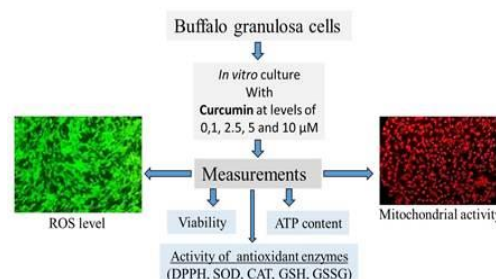 Buffalo granulosa cells
In vitro culture
With
Curcumin at levels of
0,1, 2.5, 5 and 10 µM
Measurements
ROS level
Mitochondrial activity
Viability
ATP content
Activity of antioxidant enzymes
(DPPH, SOD, CAT, GSH, GSSG)